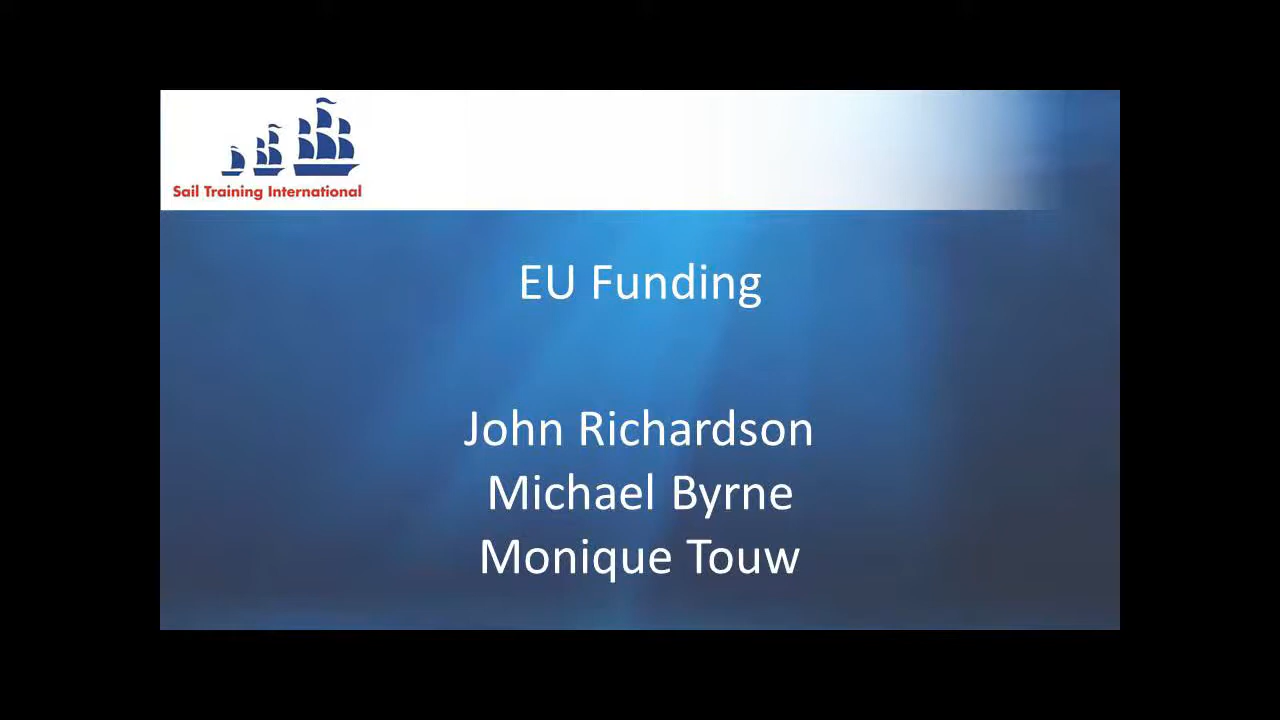 Sail Training International
EU Funding
John Richardson
Michael Byrne
Monique Touw